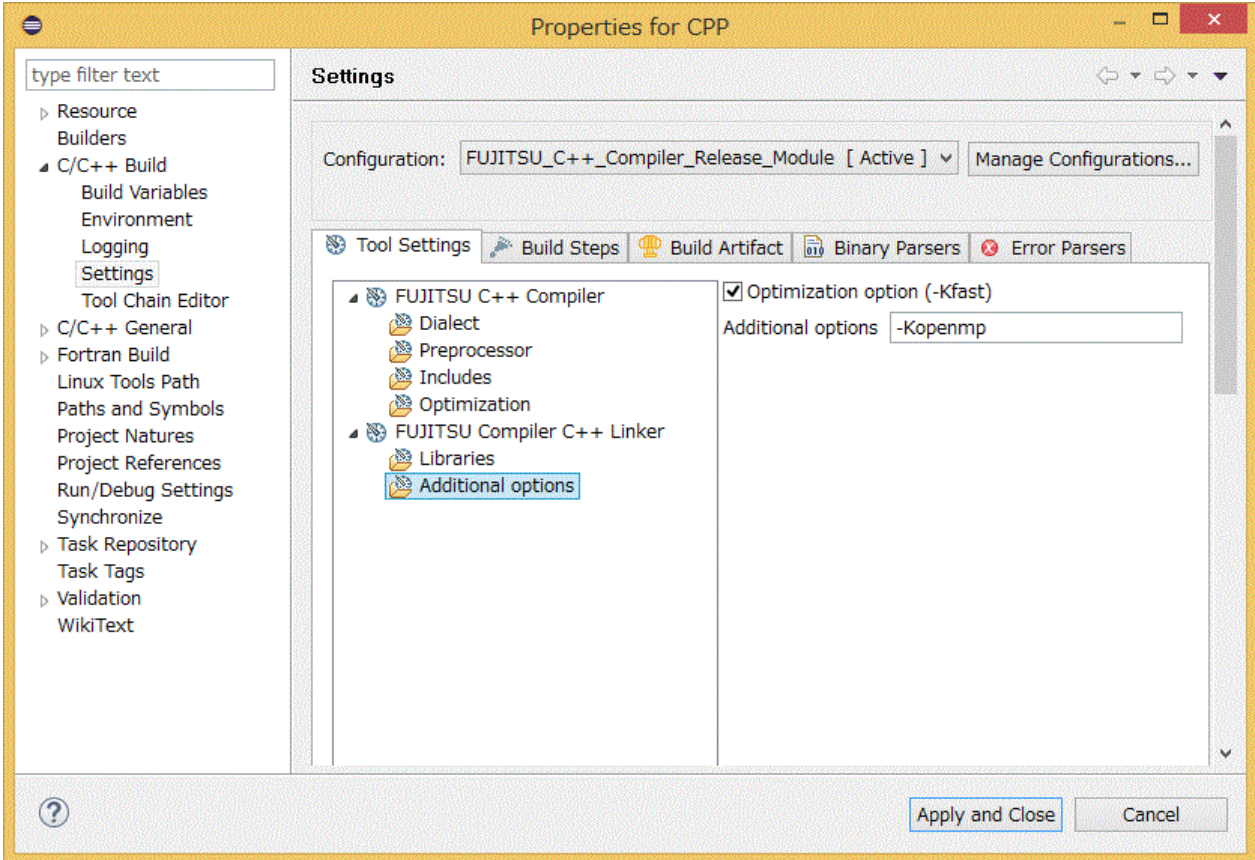 Properties for CPP
type filter text
Resource
Builders
C/C++ Build
Build Variables
Environment
Logging
Settings
Tool Chain Editor
C/C++ General
Fortran Build
Linux Tools Path
Paths and Symbols
Project Natures
Project References
Run/Debug Settings
Synchronize
Task Repository
Task Tags
Validation
WikiText
Settings
Configuration: FUJITSU_C++_Compiler_Release_Module [ Active ] Manage Configurations...
Tool Settings Build Steps Build Artifact Binary Parsers Error Parsers
FUJITSU C++ Compiler
Dialect
Preprocessor
Includes
Optimization
FUJITSU Compiler C++ Linker
Libraries
Additional options
Optimization option (-Kfast)
Additional options -Kopenmp
? Apply and Close Cancel